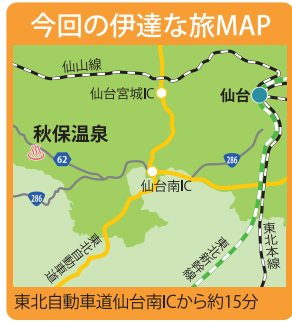 今回の伊達な旅MAP
仙山線
仙台宮城IC
仙台
秋保温泉
62
286
286
仙台南IC
東北自動車道
東北新幹線
東北本線
東北自動車道仙台南ICから約15分